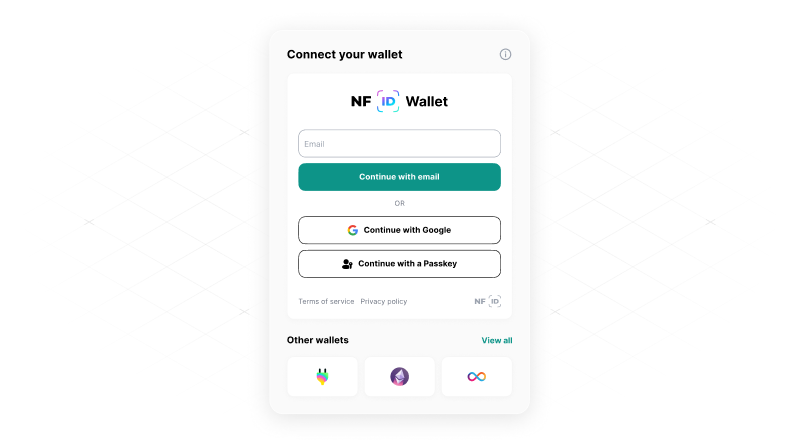 Connect your wallet
NF ID Wallet
Email
Continue with email
OR
Continue with Google
Continue with a Passkey
Terms of service Privacy policy NF ID
Other wallets View all